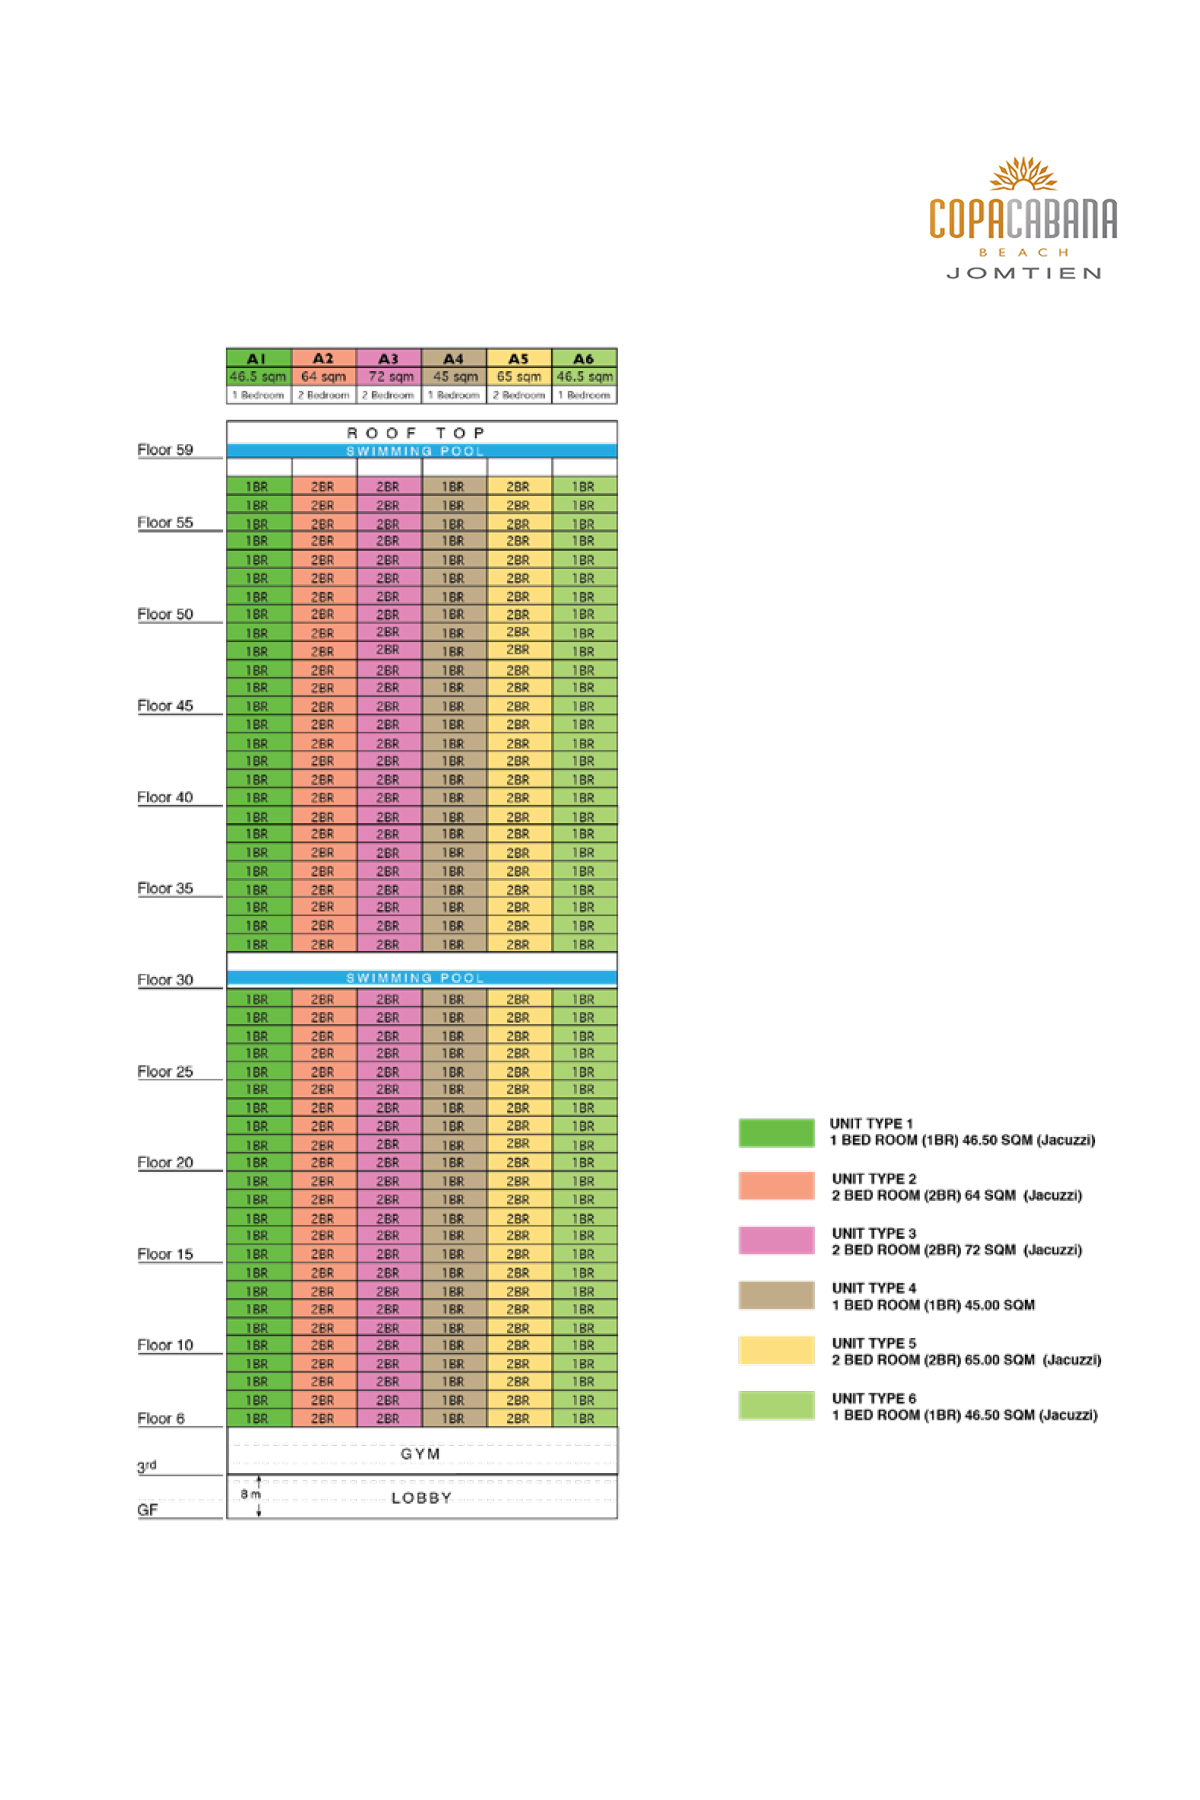 COPACABANA
BEACH
JOMTIEN
A1 A2 A3 A4 A5 A6
46.5 sqm 64 sqm 72 sqm 45 sqm 65 sqm 46.5 sqm
1 Bedroom 2 Bedroom 2 Bedroom 1 Bedroom 2 Bedroom 1 Bedroom
ROOF TOP
Floor 59 SWIMMING POOL
1BR 2BR 2BR 1BR 2BR 1BR
1BR 2BR 2BR 1BR 2BR 1BR
Floor 55 1BR 2BR 2BR 1BR 2BR 1BR
1BR 2BR 2BR 1BR 2BR 1BR
1BR 2BR 2BR 1BR 2BR 1BR
1BR 2BR 2BR 1BR 2BR 1BR
1BR 2BR 2BR 1BR 2BR 1BR
Floor 50 1BR 2BR 2BR 1BR 2BR 1BR
1BR 2BR 2BR 1BR 2BR 1BR
1BR 2BR 2BR 1BR 2BR 1BR
1BR 2BR 2BR 1BR 2BR 1BR
1BR 2BR 2BR 1BR 2BR 1BR
Floor 45 1BR 2BR 2BR 1BR 2BR 1BR
1BR 2BR 2BR 1BR 2BR 1BR
1BR 2BR 2BR 1BR 2BR 1BR
1BR 2BR 2BR 1BR 2BR 1BR
1BR 2BR 2BR 1BR 2BR 1BR
Floor 40 1BR 2BR 2BR 1BR 2BR 1BR
1BR 2BR 2BR 1BR 2BR 1BR
1BR 2BR 2BR 1BR 2BR 1BR
1BR 2BR 2BR 1BR 2BR 1BR
1BR 2BR 2BR 1BR 2BR 1BR
Floor 35 1BR 2BR 2BR 1BR 2BR 1BR
1BR 2BR 2BR 1BR 2BR 1BR
1BR 2BR 2BR 1BR 2BR 1BR
1BR 2BR 2BR 1BR 2BR 1BR
Floor 30 SWIMMING POOL
1BR 2BR 2BR 1BR 2BR 1BR
1BR 2BR 2BR 1BR 2BR 1BR
1BR 2BR 2BR 1BR 2BR 1BR
1BR 2BR 2BR 1BR 2BR 1BR
Floor 25 1BR 2BR 2BR 1BR 2BR 1BR
1BR 2BR 2BR 1BR 2BR 1BR
1BR 2BR 2BR 1BR 2BR 1BR
1BR 2BR 2BR 1BR 2BR 1BR
1BR 2BR 2BR 1BR 2BR 1BR
Floor 20 1BR 2BR 2BR 1BR 2BR 1BR
1BR 2BR 2BR 1BR 2BR 1BR
1BR 2BR 2BR 1BR 2BR 1BR
1BR 2BR 2BR 1BR 2BR 1BR
1BR 2BR 2BR 1BR 2BR 1BR
Floor 15 1BR 2BR 2BR 1BR 2BR 1BR
1BR 2BR 2BR 1BR 2BR 1BR
1BR 2BR 2BR 1BR 2BR 1BR
1BR 2BR 2BR 1BR 2BR 1BR
1BR 2BR 2BR 1BR 2BR 1BR
Floor 10 1BR 2BR 2BR 1BR 2BR 1BR
1BR 2BR 2BR 1BR 2BR 1BR
1BR 2BR 2BR 1BR 2BR 1BR
1BR 2BR 2BR 1BR 2BR 1BR
Floor 6 1BR 2BR 2BR 1BR 2BR 1BR
GYM
3rd
8 m LOBBY
GF
UNIT TYPE 1
1 BED ROOM (1BR) 46.50 SQM (Jacuzzi)
UNIT TYPE 2
2 BED ROOM (2BR) 64 SQM (Jacuzzi)
UNIT TYPE 3
2 BED ROOM (2BR) 72 SQM (Jacuzzi)
UNIT TYPE 4
1 BED ROOM (1BR) 45.00 SQM
UNIT TYPE 5
2 BED ROOM (2BR) 65.00 SQM (Jacuzzi)
UNIT TYPE 6
1 BED ROOM (1BR) 46.50 SQM (Jacuzzi)